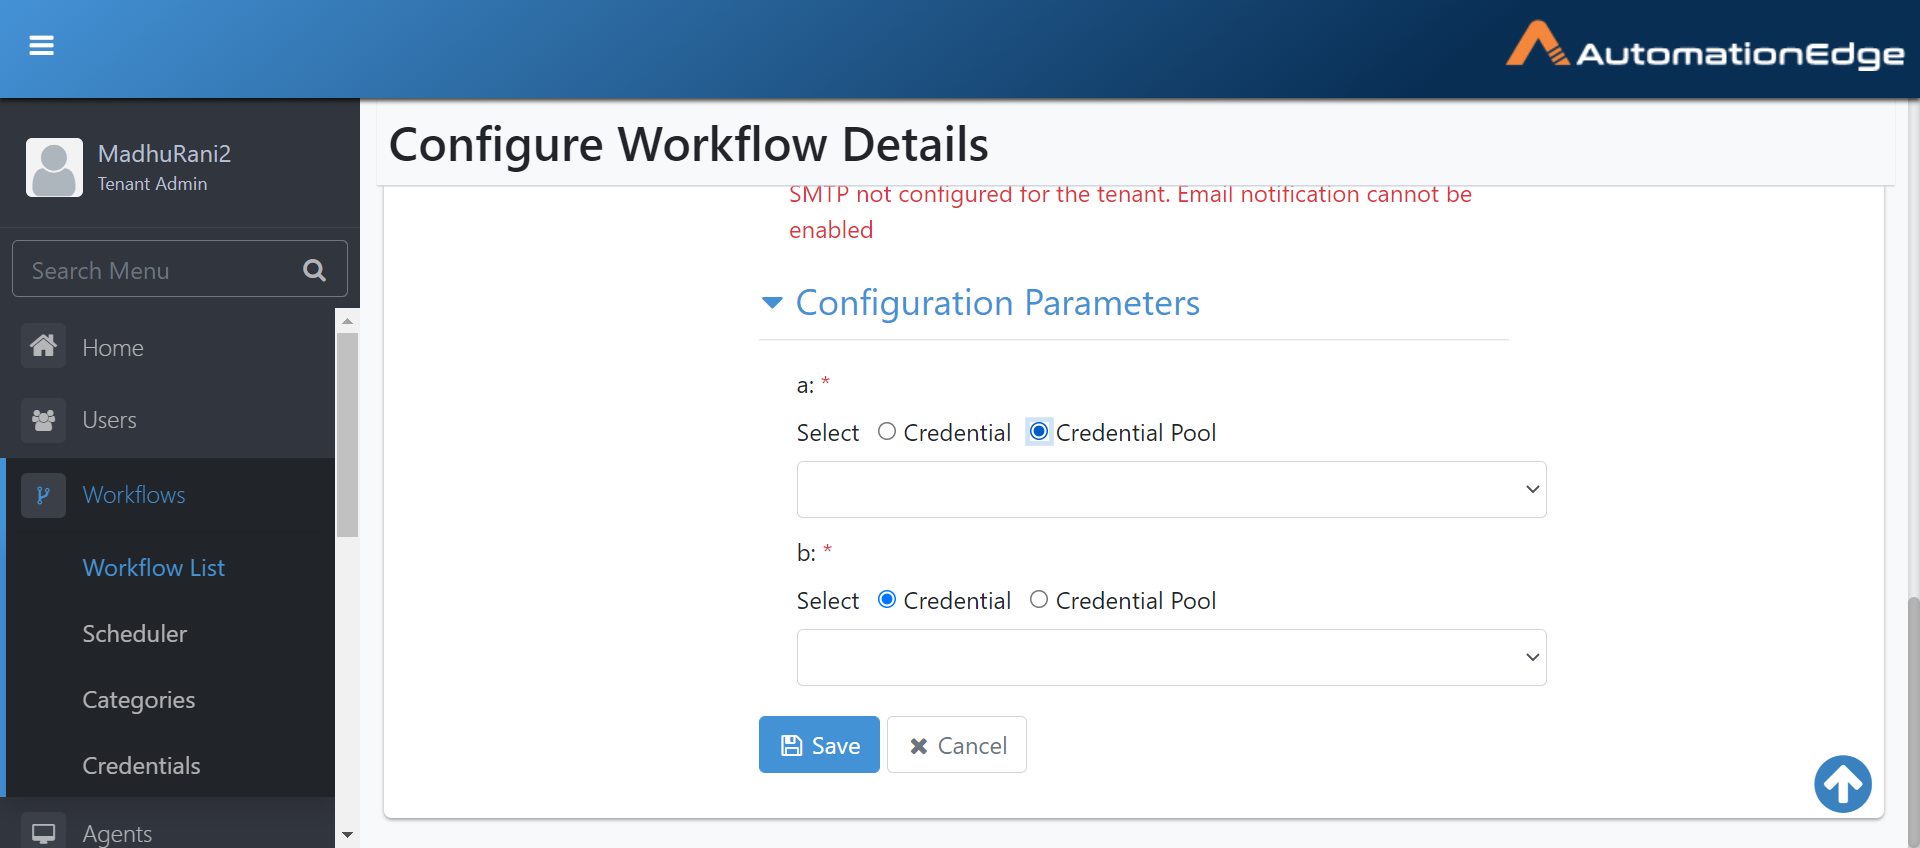 AutomationEdge
MadhuRani2
Tenant Admin
Search Menu
Home
Users
Workflows
Workflow List
Scheduler
Categories
Credentials
Agents
Configure Workflow Details
SMTP not configured for the tenant. Email notification cannot be
enabled
Configuration Parameters
a: *
Select Credential Credential Pool
b: *
Select Credential Credential Pool
Save Cancel